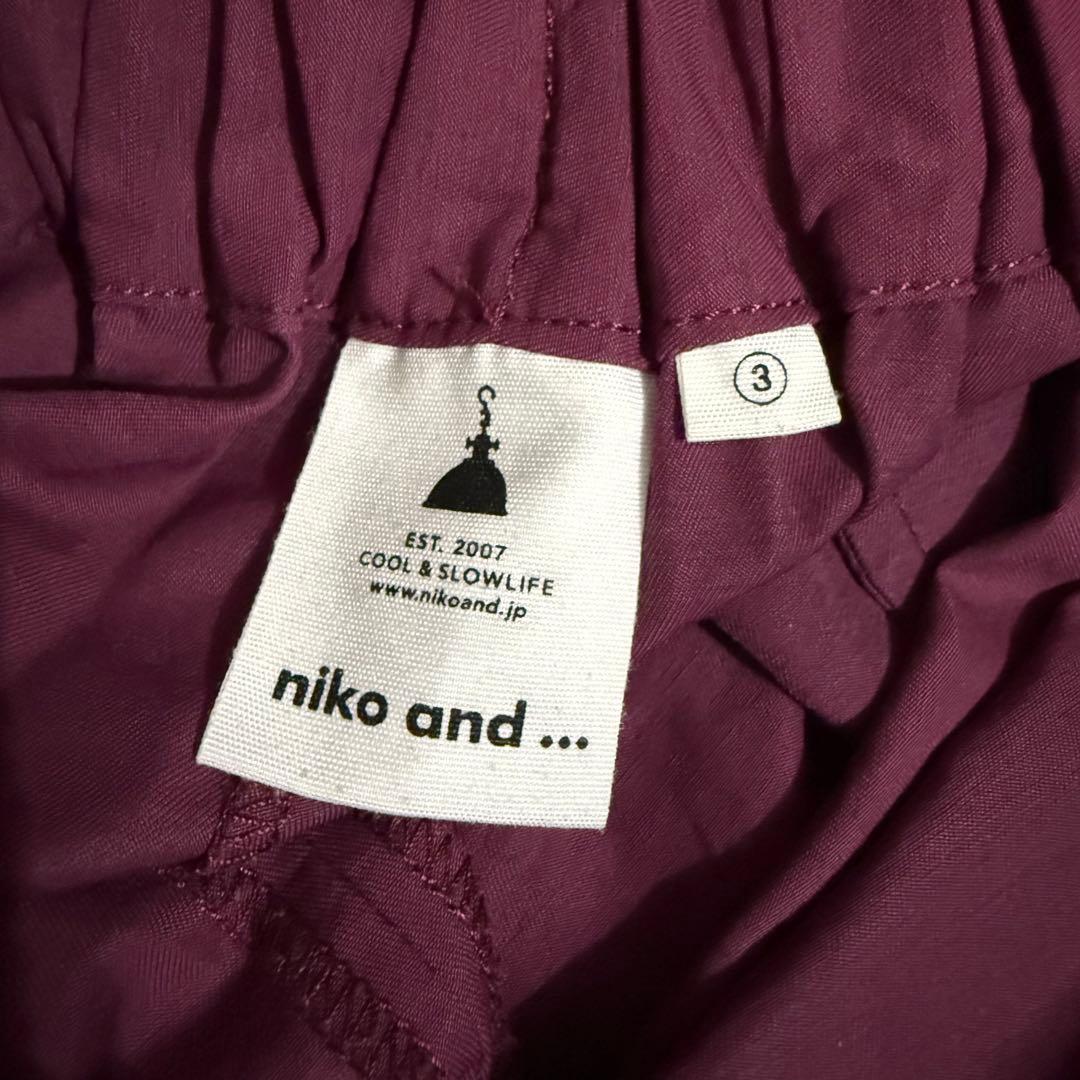 EST. 2007
COOL & SLOWLIFE
www.nikoand.jp
niko and ...
3